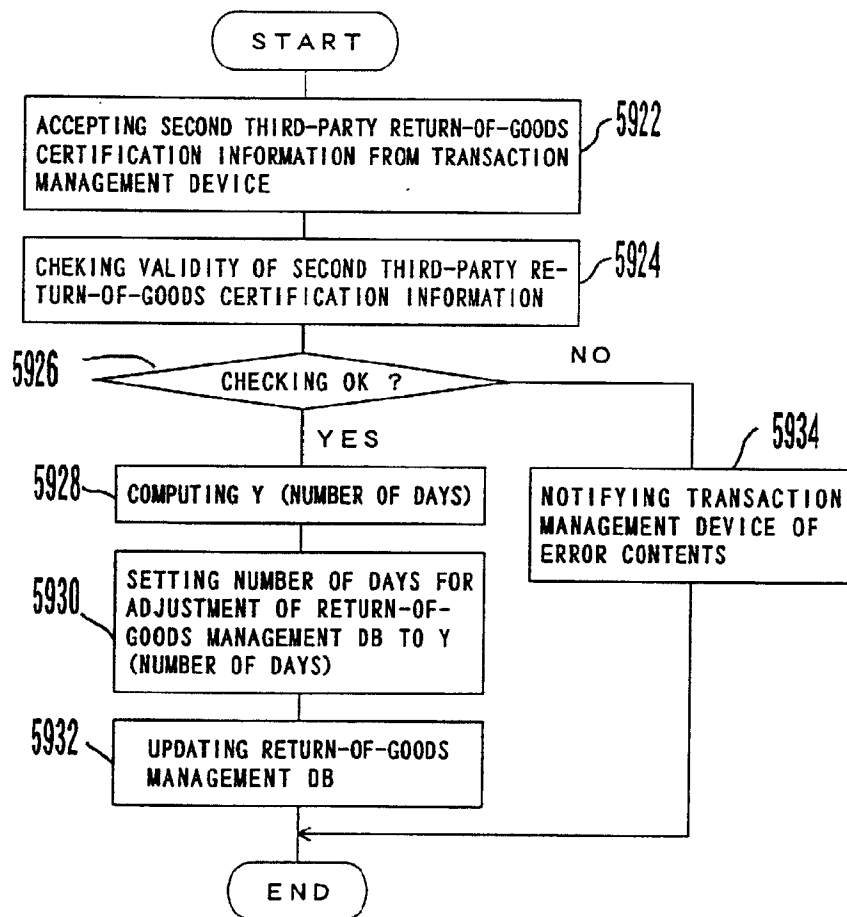 START
ACCEPTING SECOND THIRD-PARTY RETURN-OF-GOODS
CERTIFICATION INFORMATION FROM TRANSACTION
MANAGEMENT DEVICE
5922
CHEKING VALIDITY OF SECOND THIRD-PARTY RE-
TURN-OF-GOODS CERTIFICATION INFORMATION
5924
5926
CHECKING OK ?
NO
YES
5928
COMPUTING Y (NUMBER OF DAYS)
5934
NOTIFYING TRANSACTION
MANAGEMENT DEVICE OF
ERROR CONTENTS
5930
SETTING NUMBER OF DAYS FOR
ADJUSTMENT OF RETURN-OF-
GOODS MANAGEMENT DB TO Y
(NUMBER OF DAYS)
5932
UPDATING RETURN-OF-GOODS
MANAGEMENT DB
END